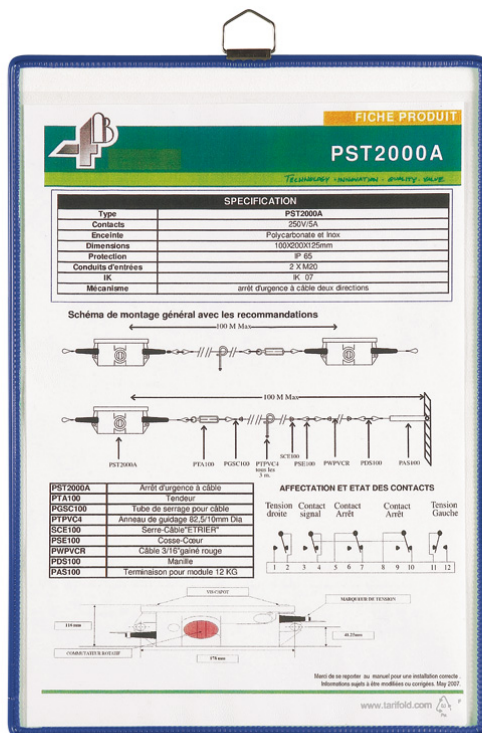 4B
FICHE PRODUIT
PST2000A
TECHNOLOGY - INNOVATION - QUALITY - VALUE
SPECIFICATION
Type PST2000A
Contacts 250V/5A
Enceinte Polycarbonate et Inox
Dimensions 100X200X125mm
Protection IP 65
Conduits d'entrées 2 X M20
IK IK 07
Mécanisme arrêt d'urgence à câble deux directions
Schéma de montage général avec les recommandations
100 M Max
100 M Max
PST2000A PTA100 PGSC100 PTPVC4 tous les 3 m. SCE100 PSE100 PWPVCR PDS100 PAS100
PST2000A Arrêt d'urgence à câble
PTA100 Tendeur
PGSC100 Tube de serrage pour câble
PTPVC4 Anneau de guidage 82,5/10mm Dia
SCE100 Serre-Câble"ETRIER"
PSE100 Cosse-Cœur
PWPVCR Câble 3/16"gainé rouge
PDS100 Manille
PAS100 Terminaison pour module 12 KG
AFFECTATION ET ETAT DES CONTACTS
Tension droite
Contact signal
Contact Arrêt
Contact Arrêt
Tension Gauche
1 2 3 4 5 6 7 8 9 10 11 12
VIS CAPOT
MARQUEUR DE TENSION
COMMUTATEUR ROTATIF
Merci de se reporter au manuel pour une installation correcte.
Informations sujets à être modifiées ou corrigées. May 2007.
www.tarifold.com